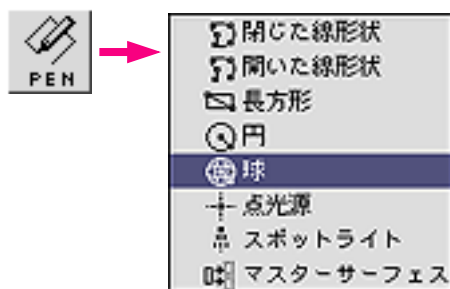 PEN
閉じた線形状
開いた線形状
長方形
円
球
点光源
スポットライト
マスターサーフェス